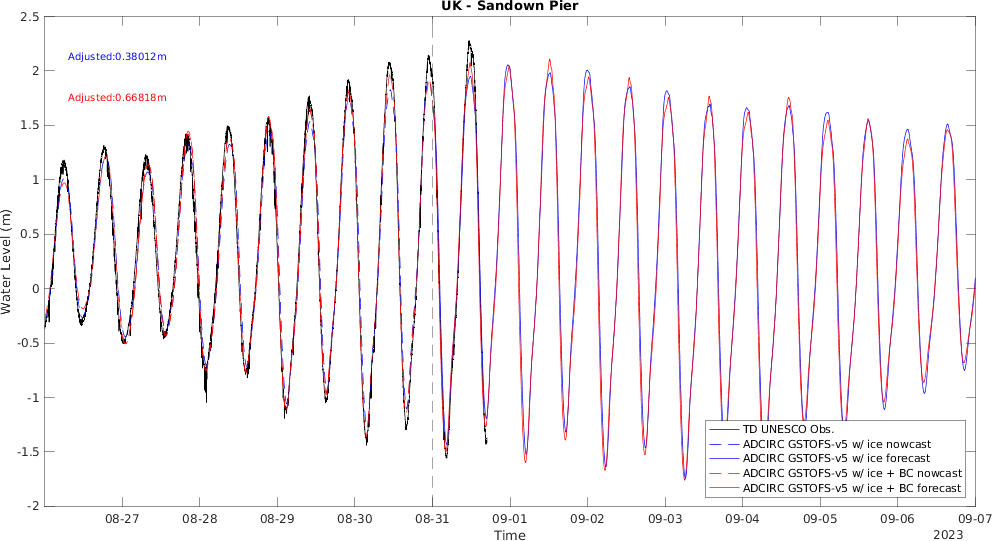 UK - Sandown Pier
2.5
2
1.5
1
0.5
0
-0.5
-1
-1.5
-2
Water Level (m)
Adjusted:0.38012m
Adjusted:0.66818m
TD UNESCO Obs.
ADCIRC GSTOFS-v5 w/ ice nowcast
ADCIRC GSTOFS-v5 w/ ice forecast
ADCIRC GSTOFS-v5 w/ ice + BC nowcast
ADCIRC GSTOFS-v5 w/ ice + BC forecast
08-27 08-28 08-29 08-30 08-31 09-01 09-02 09-03 09-04 09-05 09-06 09-07
Time
2023